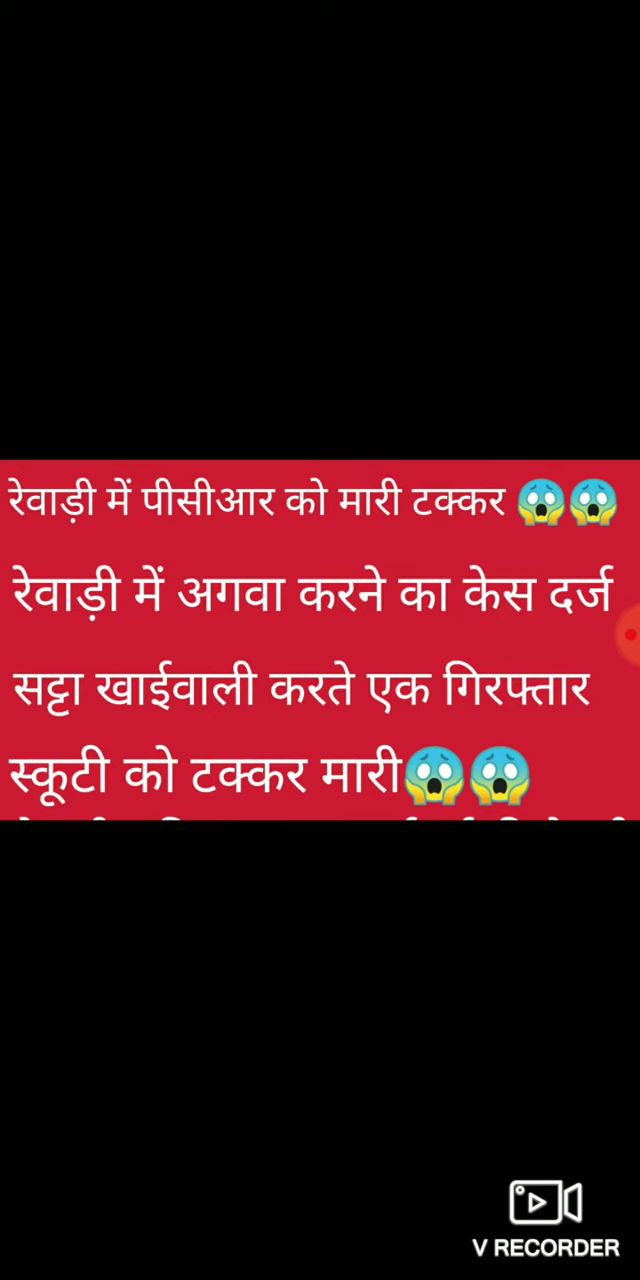 रेवाड़ी में पीसीआर को मारी टक्कर 😱😱
रेवाड़ी में अगवा करने का केस दर्ज
सट्टा खाईवाली करते एक गिरफ्तार
स्कूटी को टक्कर मारी😱😱
V RECORDER